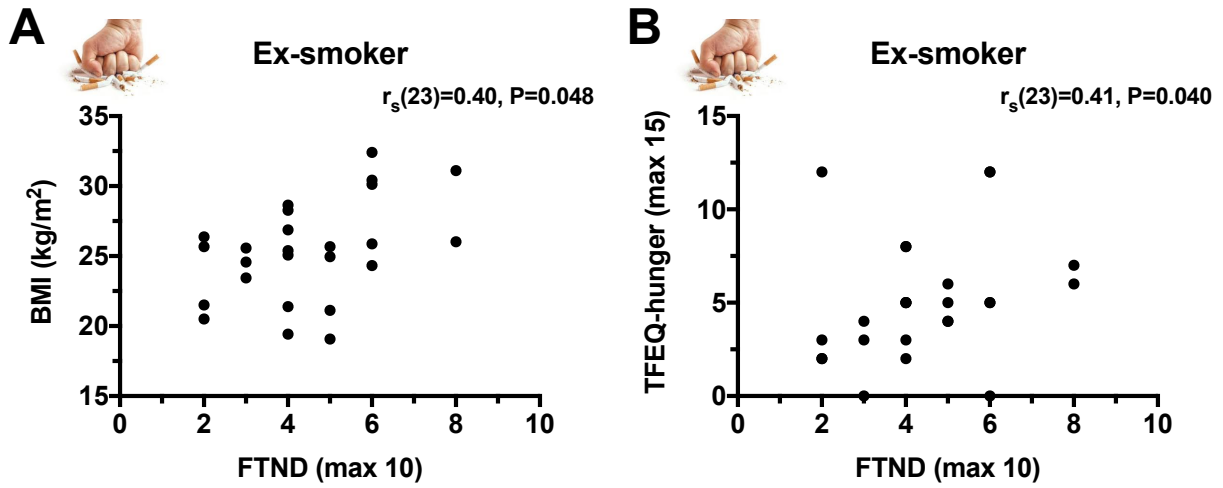 A
Ex-smoker
r_s(23)=0.40, P=0.048
BMI (kg/m²)
35
30
25
20
15
0
2
4
6
8
10
FTND (max 10)
B
Ex-smoker
r_s(23)=0.41, P=0.040
TFEQ-hunger (max 15)
15
10
5
0
0
2
4
6
8
10
FTND (max 10)